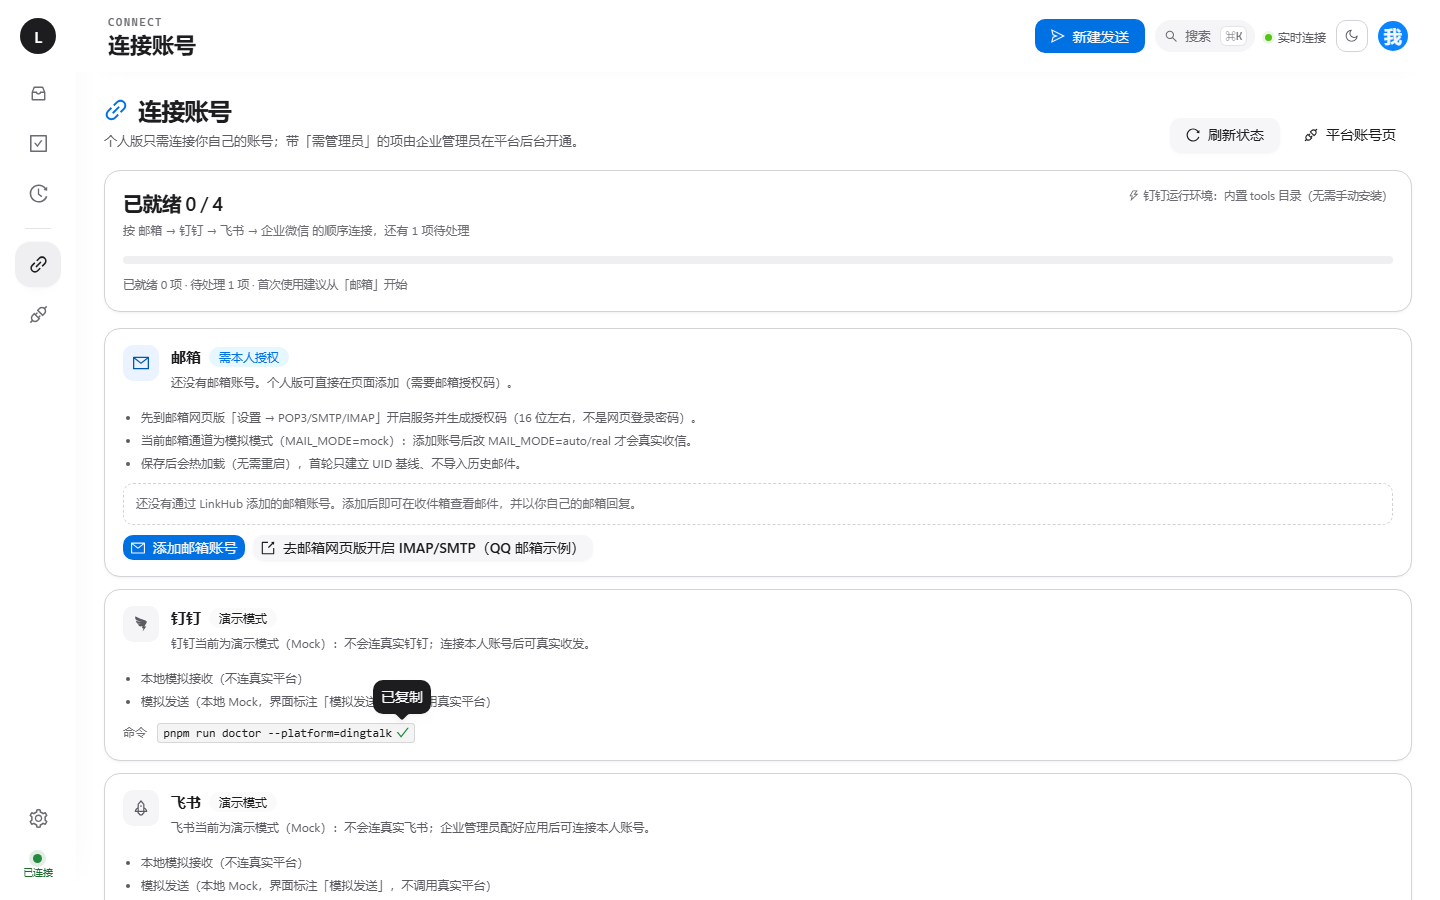 L
CONNECT
连接账号
新建发送
搜索 ⌘K
实时连接
我
连接账号
个人版只需连接你自己的账号；带「需管理员」的项由企业管理员在平台后台开通。
刷新状态
平台账号页
已就绪 0 / 4
钉钉运行环境：内置 tools 目录（无需手动安装）
按 邮箱 → 钉钉 → 飞书 → 企业微信 的顺序连接，还有 1 项待处理
已就绪 0 项 · 待处理 1 项 · 首次使用建议从「邮箱」开始
邮箱 需本人授权
还没有邮箱账号。个人版可直接在页面添加（需要邮箱授权码）。
• 先到邮箱网页版「设置 → POP3/SMTP/IMAP」开启服务并生成授权码（16 位左右，不是网页登录密码）。
• 当前邮箱通道为模拟模式（MAIL_MODE=mock）：添加账号后改 MAIL_MODE=auto/real 才会真实收信。
• 保存后会热加载（无需重启），首轮只建立 UID 基线、不导入历史邮件。
还没有通过 LinkHub 添加的邮箱账号。添加后即可在收件箱查看邮件，并以你自己的邮箱回复。
添加邮箱账号
去邮箱网页版开启 IMAP/SMTP（QQ 邮箱示例）
钉钉 演示模式
钉钉当前为演示模式（Mock）：不会连真实钉钉；连接本人账号后可真实收发。
• 本地模拟接收（不连真实平台）
• 模拟发送（本地 Mock，界面标注「模拟发送 用真实平台）
已复制
命令 pnpm run doctor --platform=dingtalk
飞书 演示模式
飞书当前为演示模式（Mock）：不会连真实飞书；企业管理员配好应用后可连接本人账号。
• 本地模拟接收（不连真实平台）
• 模拟发送（本地 Mock，界面标注「模拟发送」，不调用真实平台）
已连接